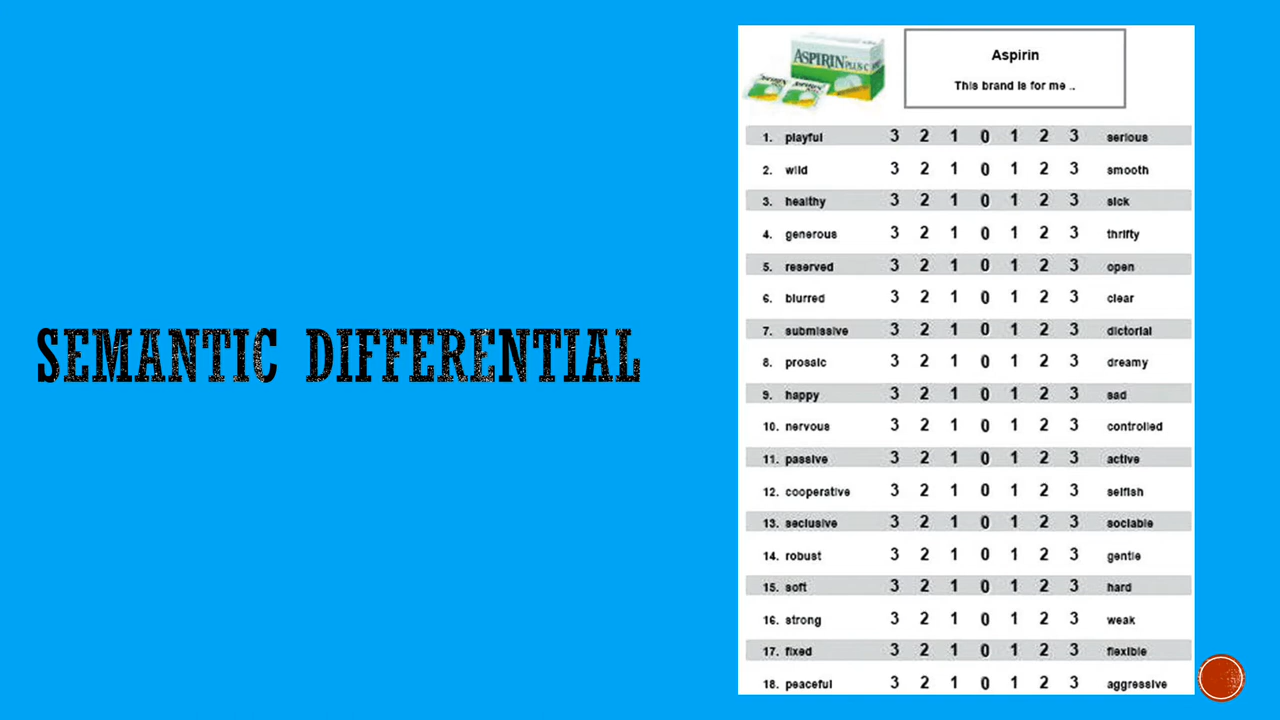 SEMANTIC DIFFERENTIAL
ASPIRIN PLUS C
ASPIRIN
ASPIRIN
Aspirin
This brand is for me ..
1. playful 3 2 1 0 1 2 3 serious
2. wild 3 2 1 0 1 2 3 smooth
3. healthy 3 2 1 0 1 2 3 sick
4. generous 3 2 1 0 1 2 3 thrifty
5. reserved 3 2 1 0 1 2 3 open
6. blurred 3 2 1 0 1 2 3 clear
7. submissive 3 2 1 0 1 2 3 dictorial
8. prosaic 3 2 1 0 1 2 3 dreamy
9. happy 3 2 1 0 1 2 3 sad
10. nervous 3 2 1 0 1 2 3 controlled
11. passive 3 2 1 0 1 2 3 active
12. cooperative 3 2 1 0 1 2 3 selfish
13. seclusive 3 2 1 0 1 2 3 sociable
14. robust 3 2 1 0 1 2 3 gentle
15. soft 3 2 1 0 1 2 3 hard
16. strong 3 2 1 0 1 2 3 weak
17. fixed 3 2 1 0 1 2 3 flexible
18. peaceful 3 2 1 0 1 2 3 aggressive